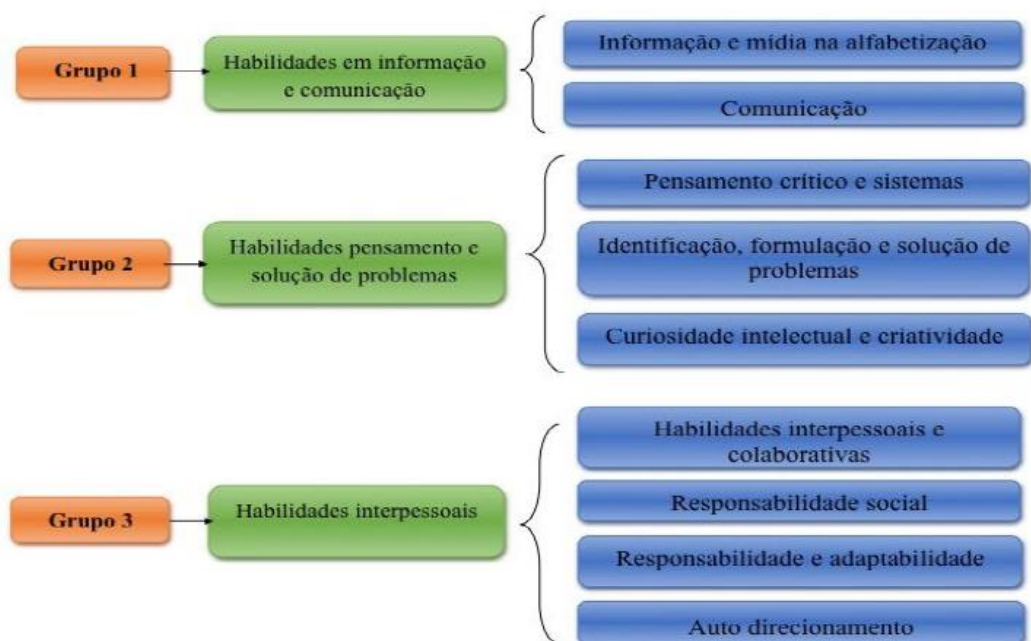 Grupo 1
Habilidades em informação
e comunicação
Informação e mídia na alfabetização
Comunicação
Grupo 2
Habilidades pensamento e
solução de problemas
Pensamento crítico e sistemas
Identificação, formulação e solução de
problemas
Curiosidade intelectual e criatividade
Grupo 3
Habilidades interpessoais
Habilidades interpessoais e
colaborativas
Responsabilidade social
Responsabilidade e adaptabilidade
Auto direcionamento